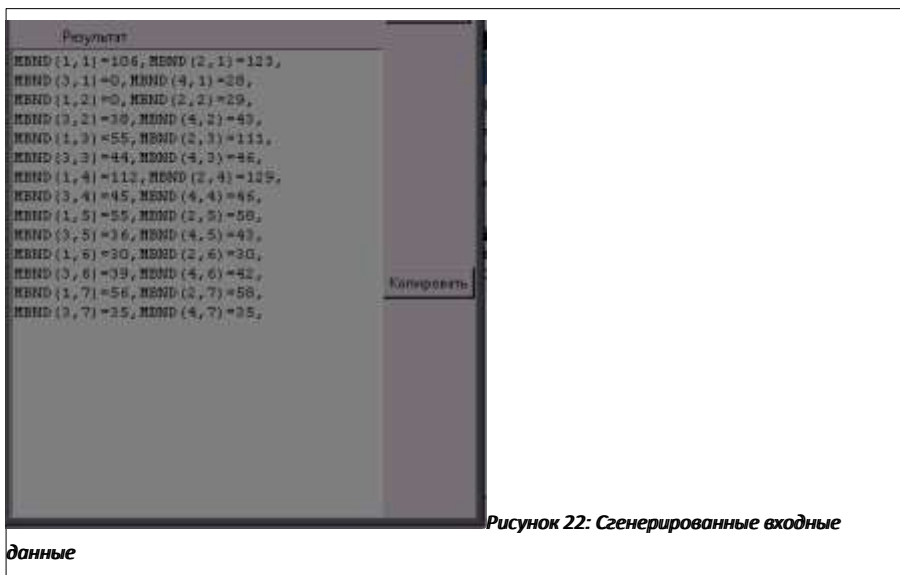 Результат
MBND(1,1)=106,MBND(2,1)=123,
MBND(3,1)=0,MBND(4,1)=28,
MBND(1,2)=0,MBND(2,2)=29,
MBND(3,2)=38,MBND(4,2)=43,
MBND(1,3)=55,MBND(2,3)=111,
MBND(3,3)=44,MBND(4,3)=46,
MBND(1,4)=112,MBND(2,4)=129,
MBND(3,4)=45,MBND(4,4)=46,
MBND(1,5)=55,MBND(2,5)=58,
MBND(3,5)=36,MBND(4,5)=43,
MBND(1,6)=30,MBND(2,6)=30,
MBND(3,6)=39,MBND(4,6)=42,
Копировать
MBND(1,7)=56,MBND(2,7)=58,
MBND(3,7)=35,MBND(4,7)=35,
Рисунок 22: Сгенерированные входные
данные